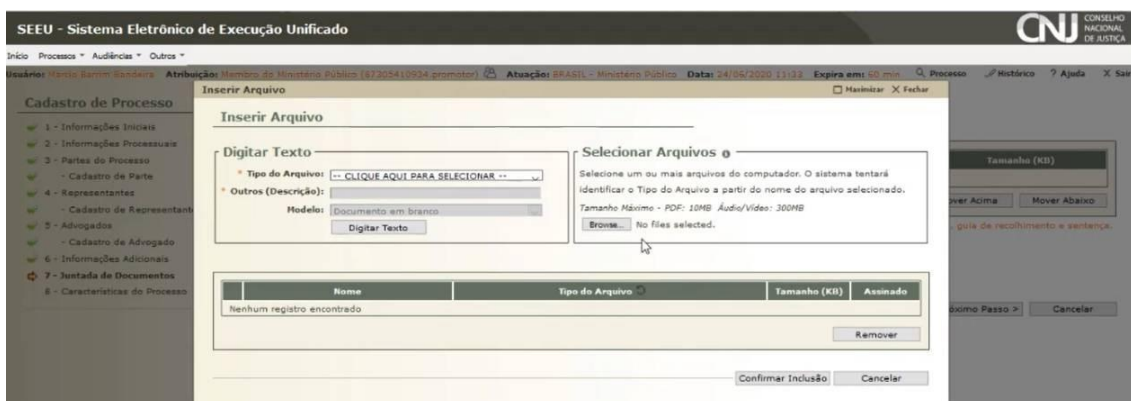 SEEU - Sistema Eletrônico de Execução Unificado
CNJ CONSELHO NACIONAL DE JUSTIÇA
Início Processos Audiências Outros
Usuário: Atribuição: Membro do Ministério Público Atuação: BRASIL - Ministério Público Data: 24/06/2020 11:32 Expira em: 60 min Processo Histórico ? Ajuda X Sair
Inserir Arquivo Maximizar X Fechar
Cadastro de Processo
1 - Informações Iniciais
2 - Informações Processuais
3 - Partes do Processo
- Cadastro de Parte
4 - Representantes
- Cadastro de Representant
5 - Advogados
- Cadastro de Advogado
6 - Informações Adicionais
7 - Juntada de Documentos
8 - Características do Processo
Inserir Arquivo
Digitar Texto
* Tipo do Arquivo: -- CLIQUE AQUI PARA SELECIONAR --
* Outros (Descrição):
Modelo: Documento em branco
Digitar Texto
Selecionar Arquivos
Selecione um ou mais arquivos do computador. O sistema tentará
identificar o Tipo do Arquivo a partir do nome do arquivo selecionado.
Tamanho Máximo - PDF: 10MB Áudio/Vídeo: 300MB
Browse... No files selected.
Tamanho (KB)
over Acima Mover Abaixo
, guia de recolhimento e sentença.
Nome Tipo do Arquivo Tamanho (KB) Assinado
Nenhum registro encontrado
Remover
óximo Passo > Cancelar
Confirmar Inclusão Cancelar